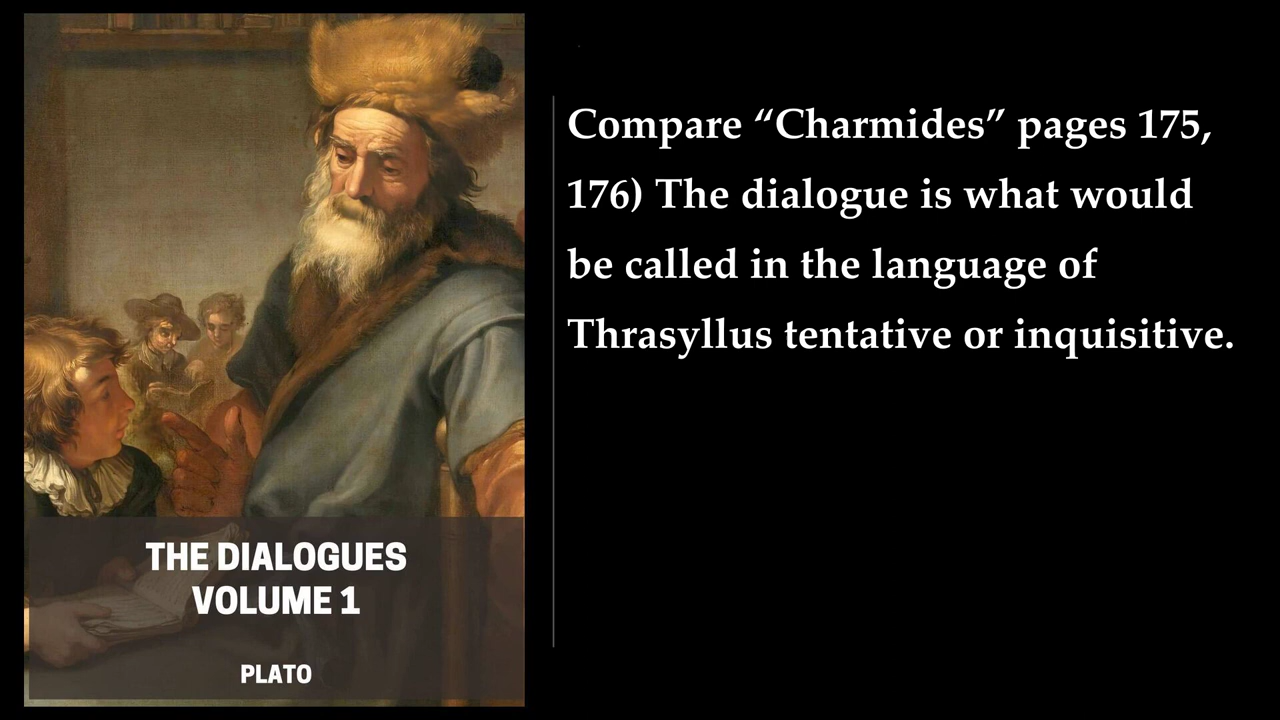 Compare “Charmides” pages 175,
176) The dialogue is what would
be called in the language of
Thrasyllus tentative or inquisitive.
THE DIALOGUES
VOLUME 1
PLATO